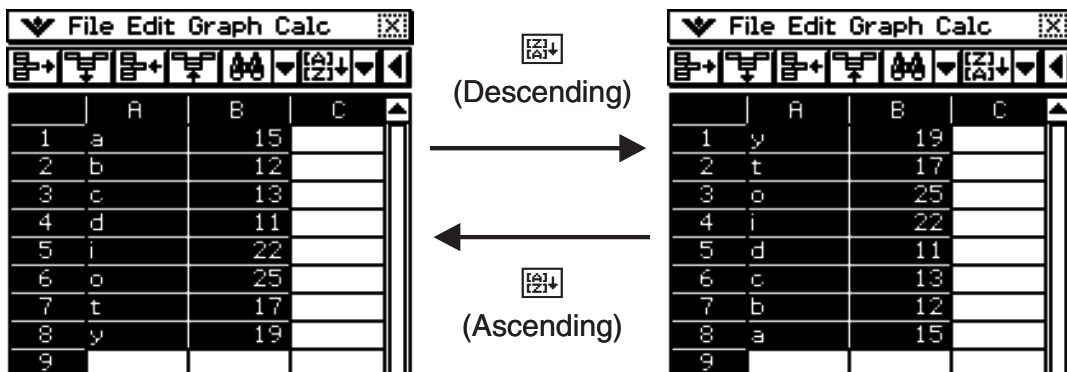 File Edit Graph Calc
A B C
1 a 15
2 b 12
3 c 13
4 d 11
5 i 22
6 o 25
7 t 17
8 y 19
9
[Z]
[A]
(Descending)
[A]
[Z]
(Ascending)
File Edit Graph Calc
A B C
1 y 19
2 t 17
3 o 25
4 i 22
5 d 11
6 c 13
7 b 12
8 a 15
9